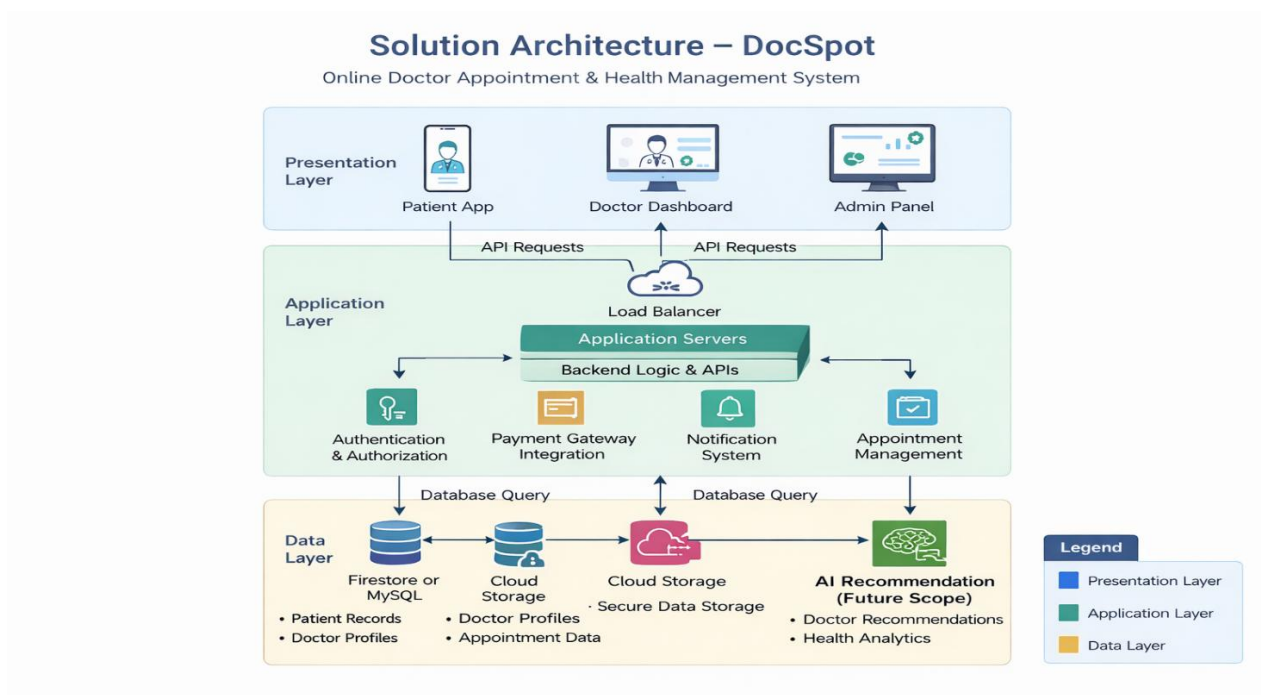 Solution Architecture – DocSpot
Online Doctor Appointment & Health Management System
Presentation
Layer
Patient App
Doctor Dashboard
Admin Panel
API Requests
API Requests
Application
Layer
Load Balancer
Application Servers
Backend Logic & APIs
Authentication
& Authorization
Payment Gateway
Integration
Notification
System
Appointment
Management
Database Query
Database Query
Data
Layer
Firestore or
MySQL
• Patient Records
• Doctor Profiles
Cloud
Storage
• Doctor Profiles
• Appointment Data
Cloud Storage
· Secure Data Storage
AI Recommendation
(Future Scope)
• Doctor Recommendations
• Health Analytics
Legend
Presentation Layer
Application Layer
Data Layer